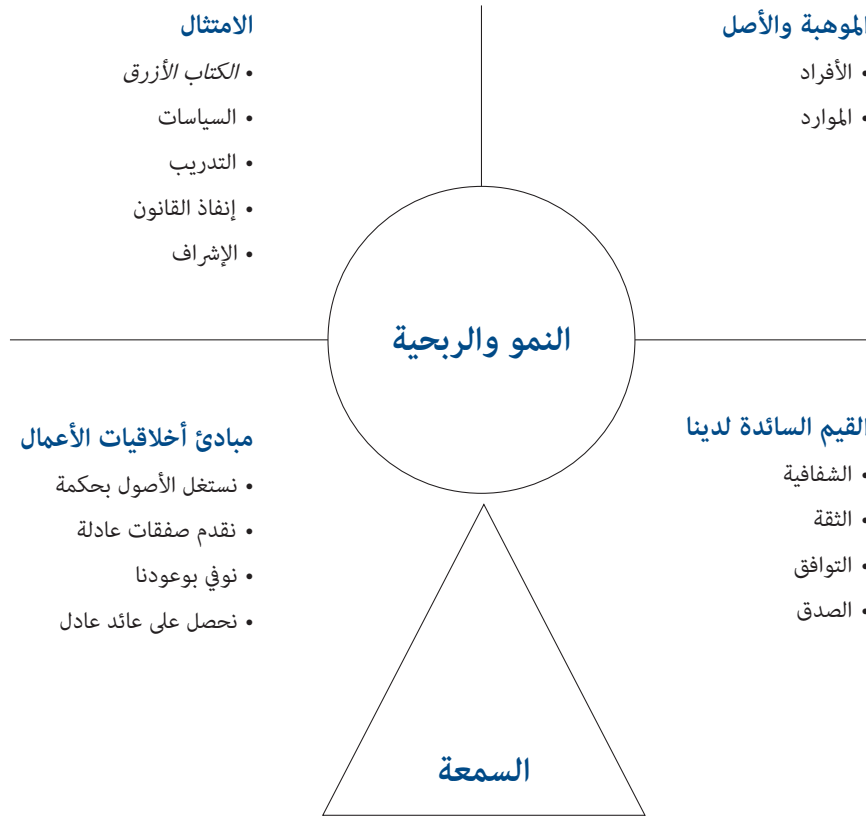 الموهبة والأصل
• الأفراد
• الموارد
الامتثال
• الكتاب الأزرق
• السياسات
• التدريب
• إنفاذ القانون
• الإشراف
النمو والربحية
القيم السائدة لدينا
• الشفافية
• الثقة
• التوافق
• الصدق
مبادئ أخلاقيات الأعمال
• نستغل الأصول بحكمة
• نقدم صفقات عادلة
• نوفي بوعودنا
• نحصل على عائد عادل
السمعة